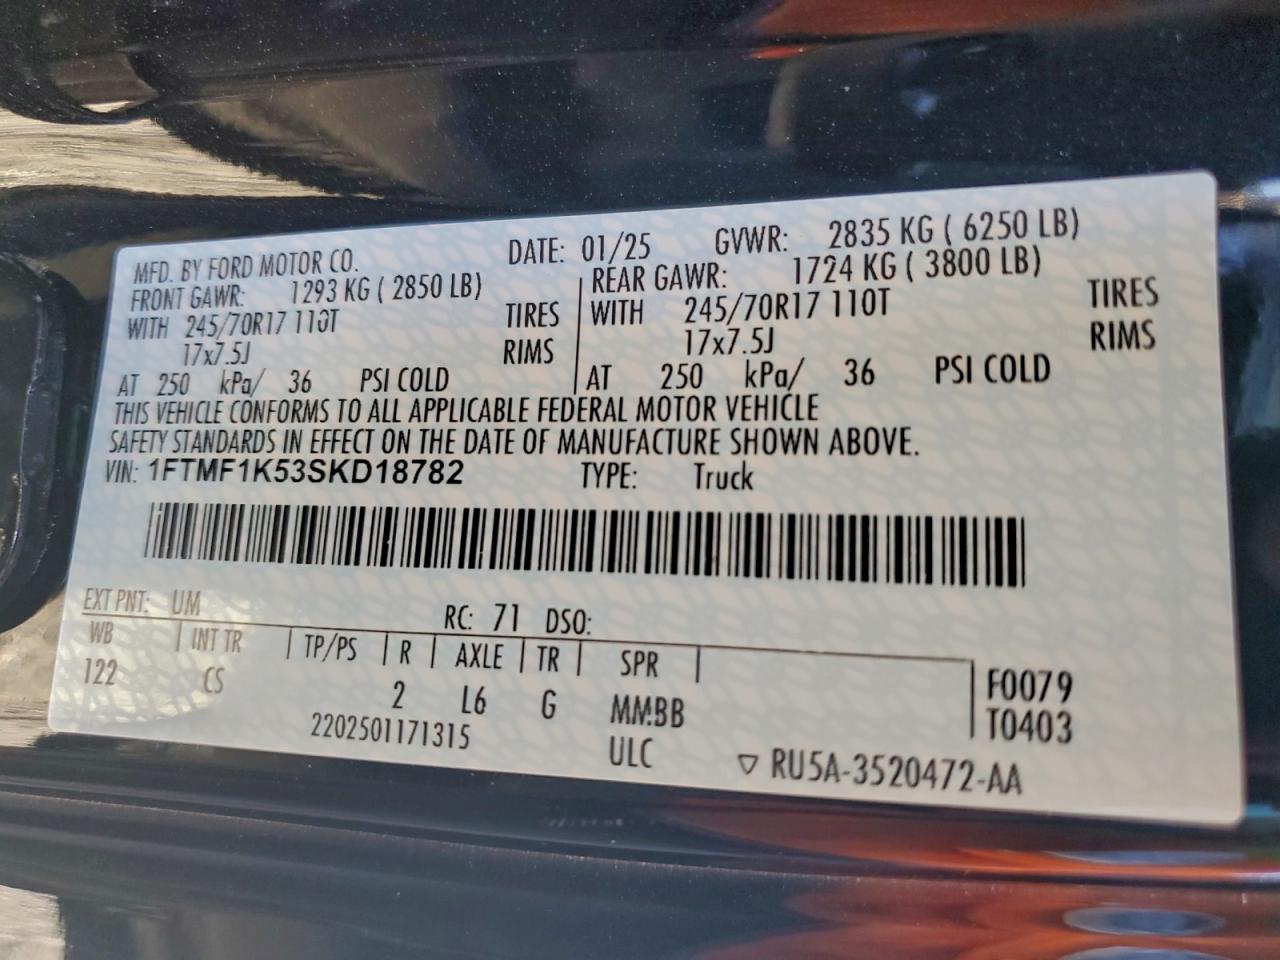 MFD. BY FORD MOTOR CO. DATE: 01/25 GVWR: 2835 KG ( 6250 LB)
FRONT GAWR: 1293 KG ( 2850 LB) REAR GAWR: 1724 KG ( 3800 LB)
WITH 245/70R17 110T TIRES WITH 245/70R17 110T TIRES
17x7.5J RIMS 17x7.5J RIMS
AT 250 kPa/ 36 PSI COLD AT 250 kPa/ 36 PSI COLD
THIS VEHICLE CONFORMS TO ALL APPLICABLE FEDERAL MOTOR VEHICLE
SAFETY STANDARDS IN EFFECT ON THE DATE OF MANUFACTURE SHOWN ABOVE.
VIN: 1FTMF1K53SKD18782 TYPE: Truck
EXT PNT: UM RC: 71 DSO:
WB INT TR TP/PS R AXLE TR SPR
122 CS 2 L6 G MM:BB F0079
T0403
2202501171315 ULC ▽ RU5A-3520472-AA